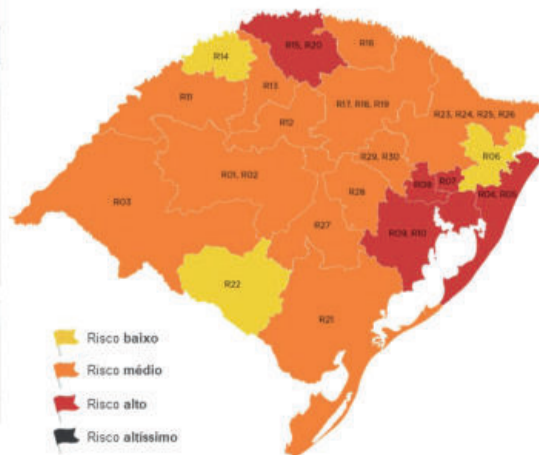 R15, R20
R16
R14
R13
R11
R17, R18, R19
R23, R24, R25, R26
R12
R29, R30
R06
R01, R02
R08
R07
R28
R04, R05
R03
R27
R09, R10
R22
R21
Risco baixo
Risco médio
Risco alto
Risco altíssimo